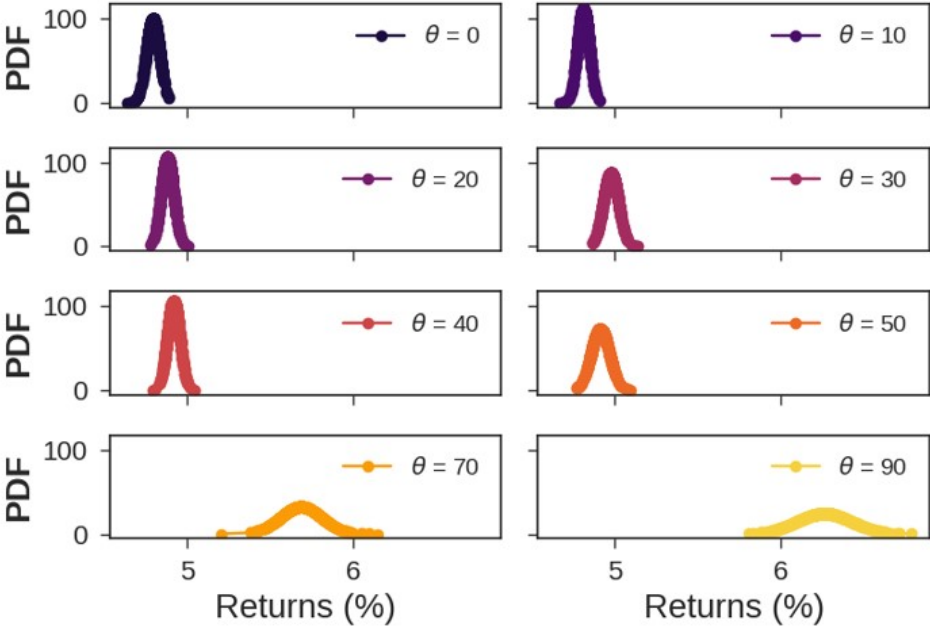 PDF
100
0
θ = 0
θ = 10
PDF
100
0
θ = 20
θ = 30
PDF
100
0
θ = 40
θ = 50
PDF
100
0
θ = 70
θ = 90
5 6
5 6
Returns (%)
Returns (%)